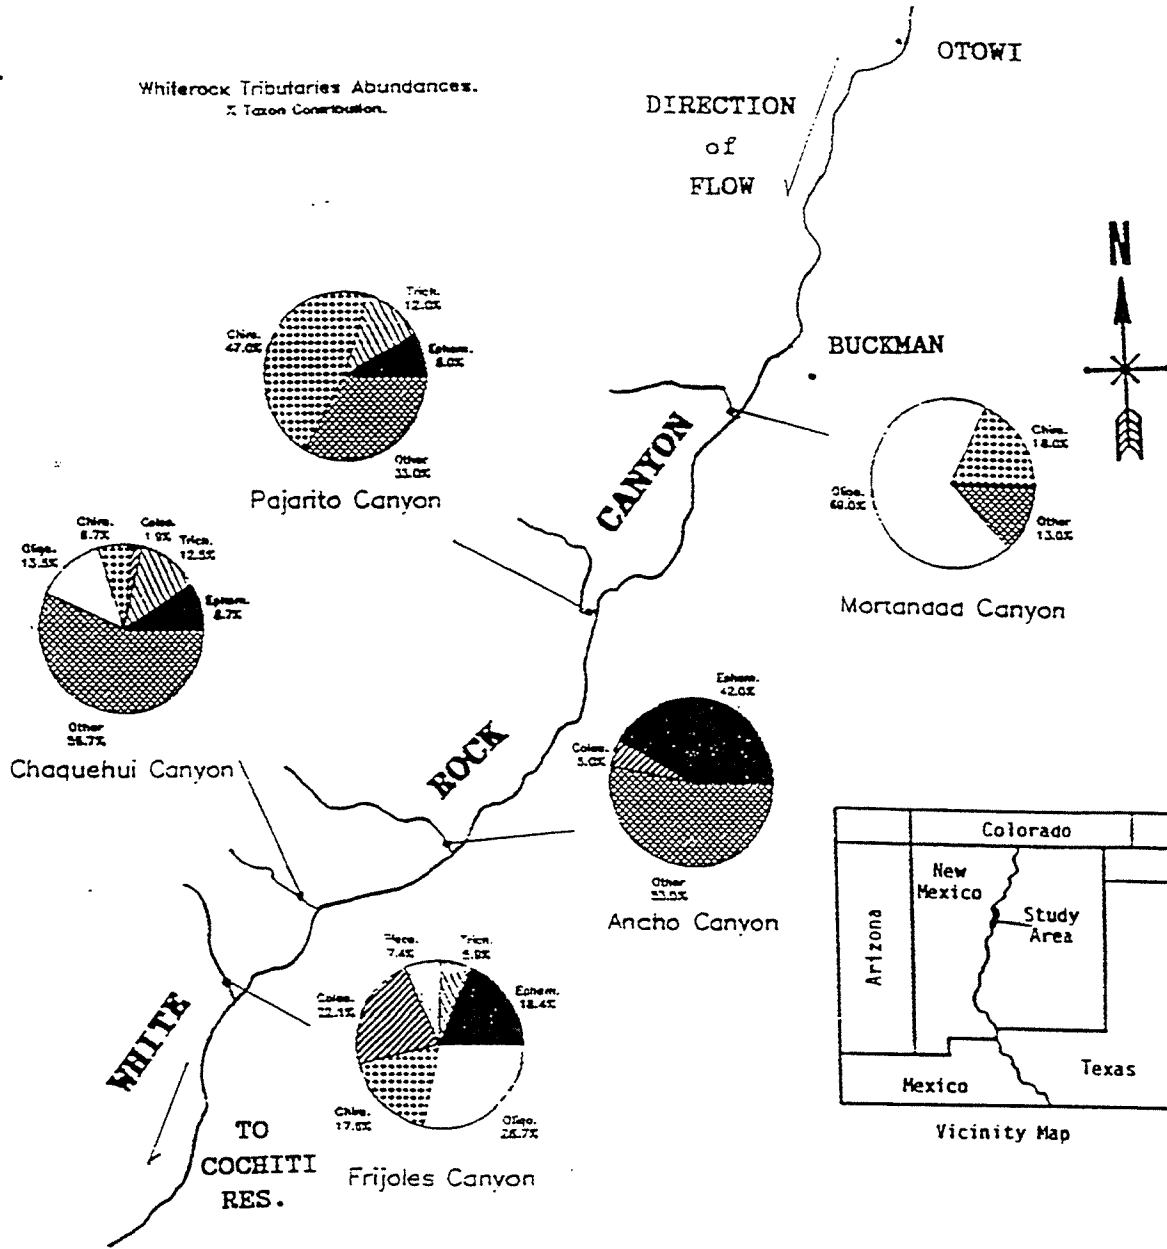 Whiterock Tributaries Abundances.
% Taxon Contribution.
OTOWI
DIRECTION
of
FLOW
N
BUCKMAN
Trich.
12.0%
Chiro.
47.0%
Ephem.
8.0%
Other
33.0%
Pajarito Canyon
CANYON
Chiro.
18.0%
Oligo.
69.0%
Other
13.0%
Mortandad Canyon
Chiro.
6.7%
Coleo.
1.9%
Trich.
12.5%
Oligo.
13.5%
Ephem.
8.7%
Other
56.7%
Chaquehui Canyon
ROCK
Ephem.
42.0%
Coleo.
5.0%
Other
53.0%
Ancho Canyon
Colorado
New
Mexico
Study
Area
Arizona
Texas
Mexico
Vicinity Map
Pleco.
7.4%
Trich.
Ephem.
18.4%
Coleo.
Chiro.
Oligo.
26.7%
Frijoles Canyon
WHITE
TO
COCHITI
RES.